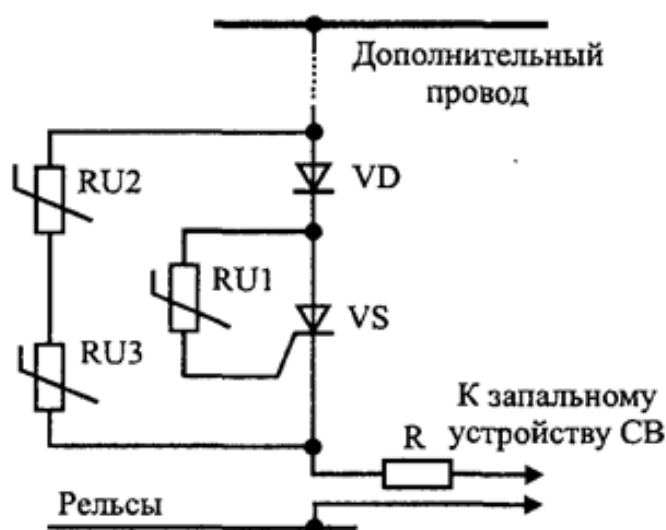 Дополнительный
провод
VD
RU2
RU1
VS
RU3
К запальному
устройству СВ
R
Рельсы